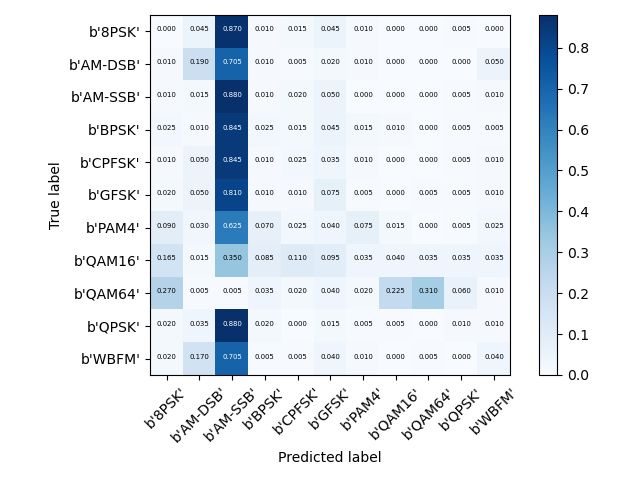 b'8PSK' 0.000 0.045 0.870 0.010 0.015 0.045 0.010 0.000 0.000 0.005 0.000
b'AM-DSB' 0.010 0.190 0.705 0.010 0.005 0.020 0.010 0.000 0.000 0.000 0.050
b'AM-SSB' 0.010 0.015 0.880 0.010 0.020 0.050 0.000 0.000 0.000 0.005 0.010
b'BPSK' 0.025 0.010 0.845 0.025 0.015 0.045 0.015 0.010 0.000 0.005 0.005
b'CPFSK' 0.010 0.050 0.845 0.010 0.025 0.035 0.010 0.000 0.000 0.005 0.010
b'GFSK' 0.020 0.050 0.810 0.010 0.010 0.075 0.005 0.000 0.005 0.005 0.010
b'PAM4' 0.090 0.030 0.625 0.070 0.025 0.040 0.075 0.015 0.000 0.005 0.025
b'QAM16' 0.165 0.015 0.350 0.085 0.110 0.095 0.035 0.040 0.035 0.035 0.035
b'QAM64' 0.270 0.005 0.005 0.035 0.020 0.040 0.020 0.225 0.310 0.060 0.010
b'QPSK' 0.020 0.035 0.880 0.020 0.000 0.015 0.005 0.005 0.000 0.010 0.010
b'WBFM' 0.020 0.170 0.705 0.005 0.005 0.040 0.010 0.000 0.005 0.000 0.040
b'8PSK' b'AM-DSB' b'AM-SSB' b'BPSK' b'CPFSK' b'GFSK' b'PAM4' b'QAM16' b'QAM64' b'QPSK' b'WBFM'
True label
Predicted label
0.8
0.7
0.6
0.5
0.4
0.3
0.2
0.1
0.0